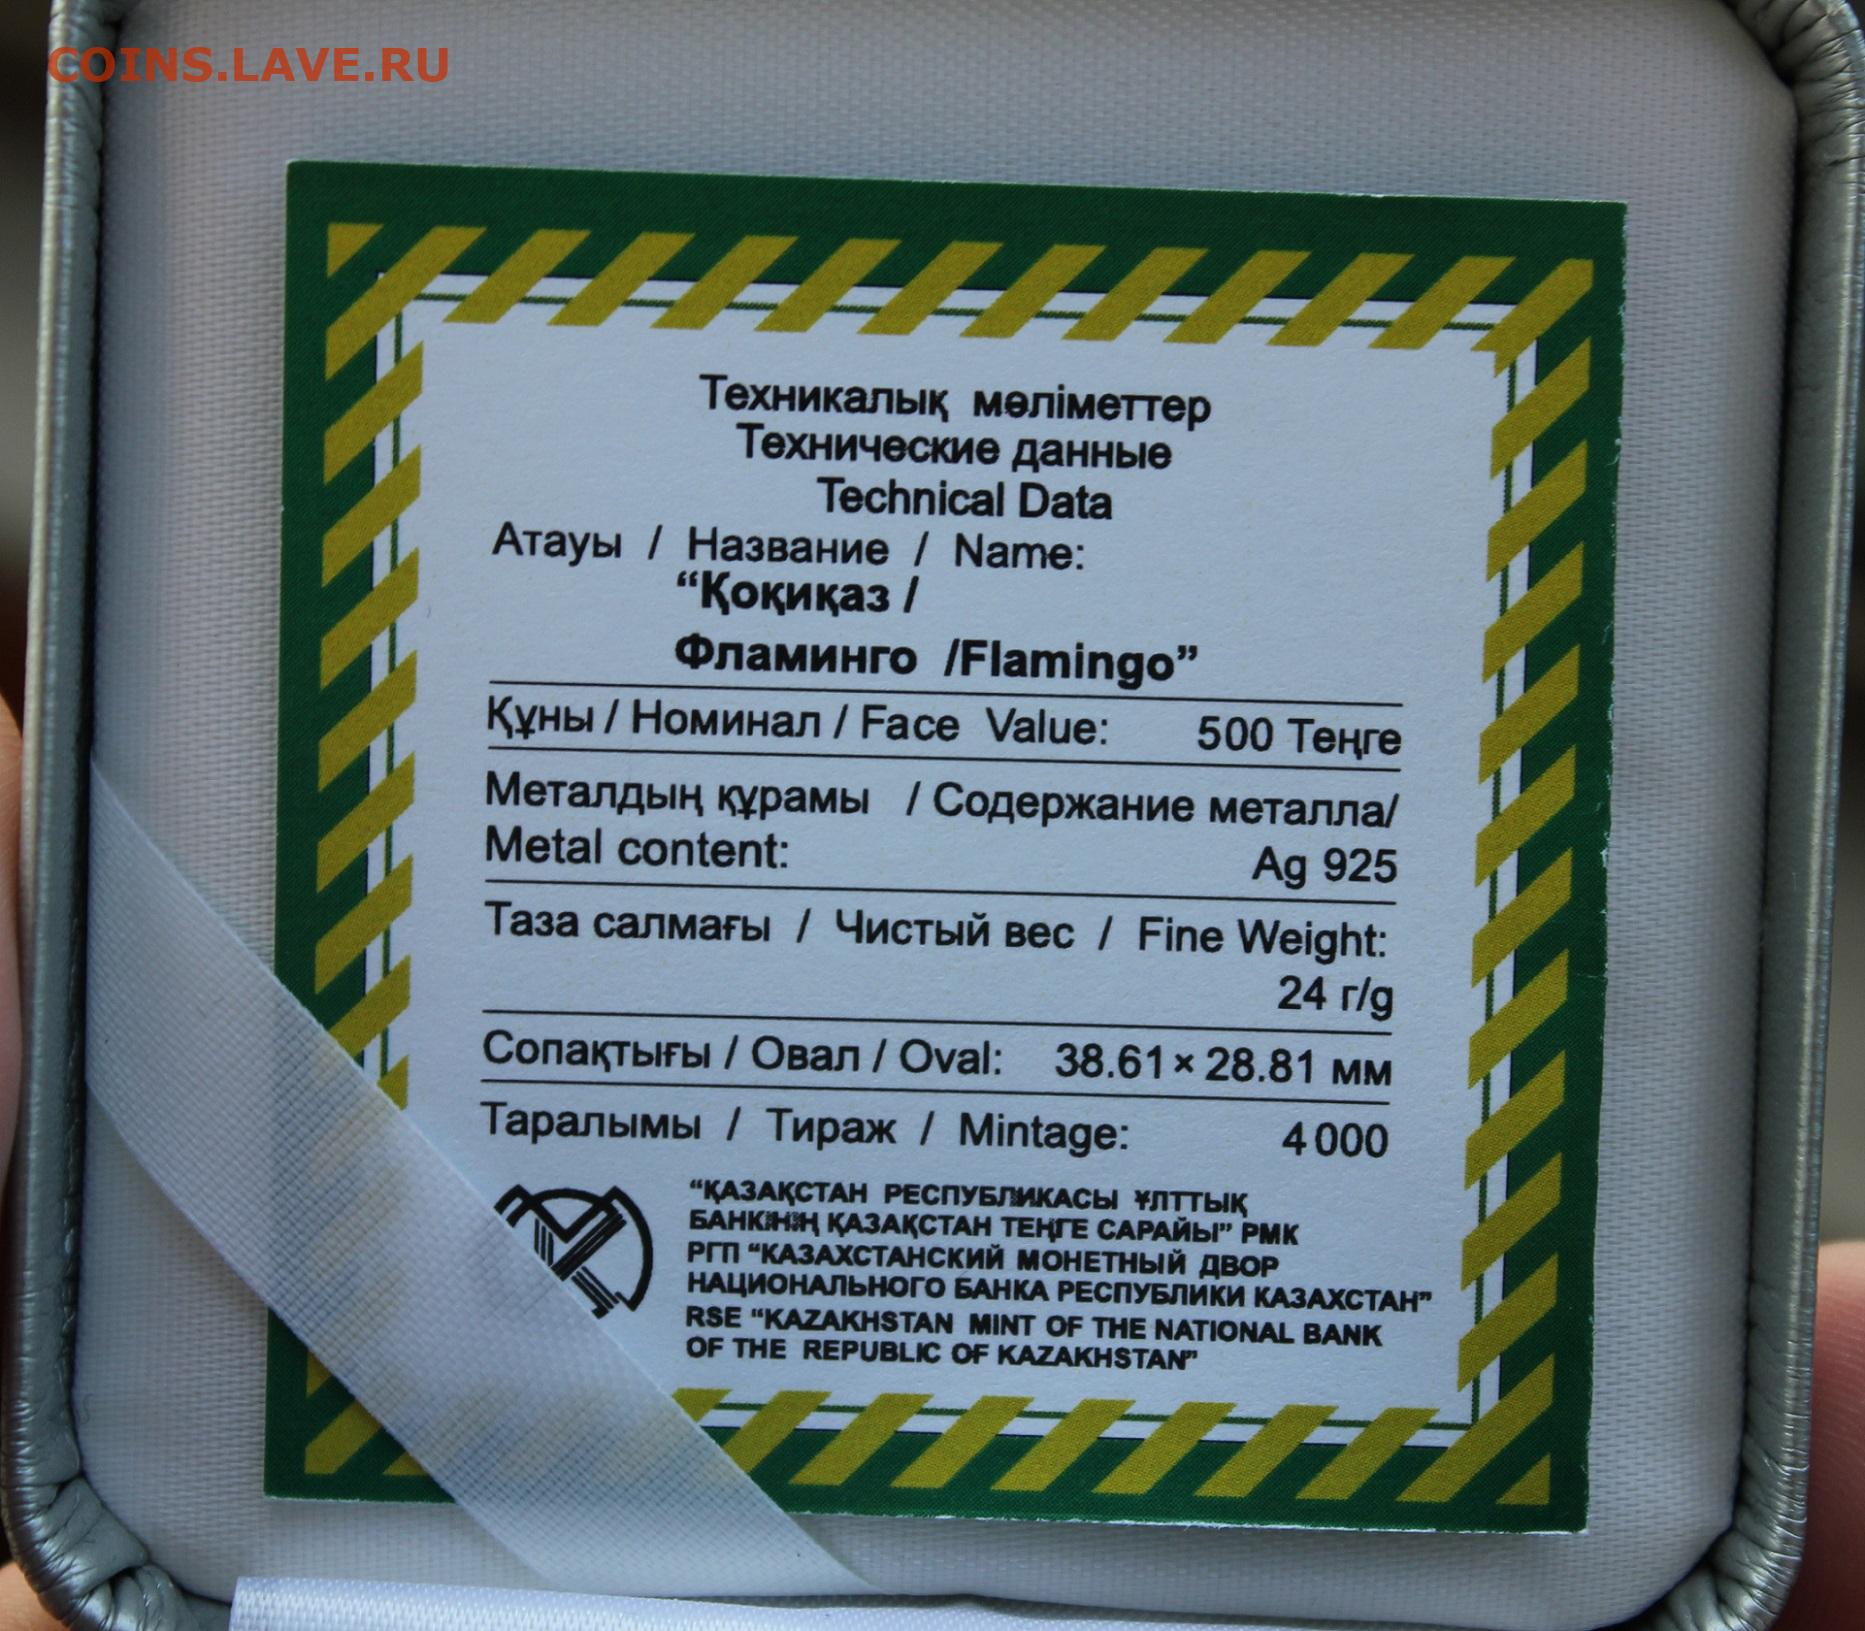 COINS.LAVE.RU
Техникалық мәліметтер
Технические данные
Technical Data
Атауы / Название / Name:
“Қоқиқаз /
Фламинго /Flamingo”
Құны / Номинал / Face Value: 500 Теңге
Металдың құрамы / Содержание металла/
Metal content: Ag 925
Таза салмағы / Чистый вес / Fine Weight:
24 г/g
Сопақтығы / Овал / Oval: 38.61 × 28.81 мм
Таралымы / Тираж / Mintage: 4 000
“ҚАЗАҚСТАН РЕСПУБЛИКАСЫ ҰЛТТЫҚ
БАНКІНІҢ ҚАЗАҚСТАН ТЕҢГЕ САРАЙЫ” РМК
РГП “КАЗАХСТАНСКИЙ МОНЕТНЫЙ ДВОР
НАЦИОНАЛЬНОГО БАНКА РЕСПУБЛИКИ КАЗАХСТАН”
RSE “KAZAKHSTAN MINT OF THE NATIONAL BANK
OF THE REPUBLIC OF KAZAKHSTAN”